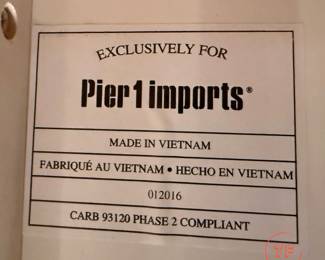 EXCLUSIVELY FOR
Pier 1 imports®
MADE IN VIETNAM
FABRIQUÉ AU VIETNAM • HECHO EN VIETNAM
012016
CARB 93120 PHASE 2 COMPLIANT